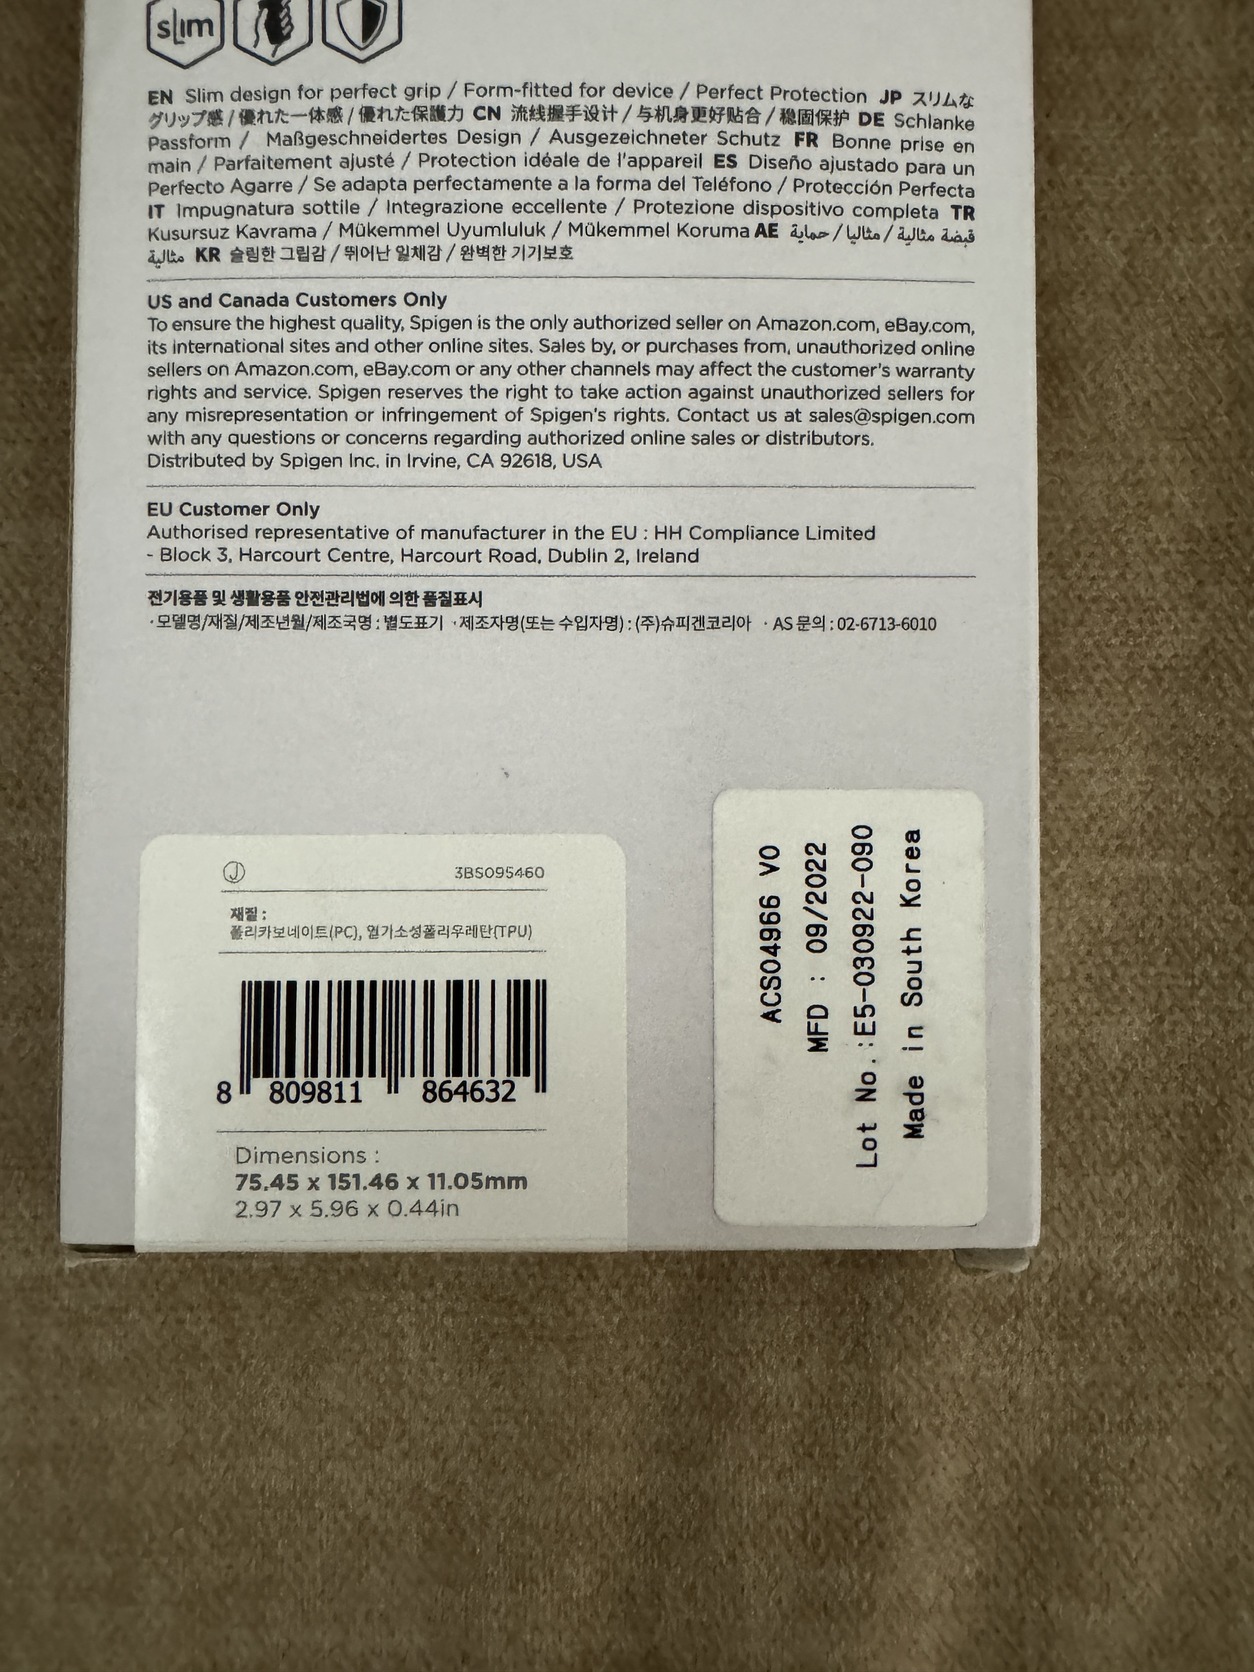 slim
EN Slim design for perfect grip / Form-fitted for device / Perfect Protection JP スリムな
グリップ感 / 優れた一体感 / 優れた保護力 CN 流线握手设计 / 与机身更好贴合 / 稳固保护 DE Schlanke
Passform / Maßgeschneidertes Design / Ausgezeichneter Schutz FR Bonne prise en
main / Parfaitement ajusté / Protection idéale de l'appareil ES Diseño ajustado para un
Perfecto Agarre / Se adapta perfectamente a la forma del Teléfono / Protección Perfecta
IT Impugnatura sottile / Integrazione eccellente / Protezione dispositivo completa TR
Kusursuz Kavrama / Mükemmel Uyumluluk / Mükemmel Koruma AE قبضة مثالية / مثاليا / حماية
مثالية KR 슬림한 그립감 / 뛰어난 일체감 / 완벽한 기기보호
US and Canada Customers Only
To ensure the highest quality, Spigen is the only authorized seller on Amazon.com, eBay.com,
its international sites and other online sites. Sales by, or purchases from, unauthorized online
sellers on Amazon.com, eBay.com or any other channels may affect the customer's warranty
rights and service. Spigen reserves the right to take action against unauthorized sellers for
any misrepresentation or infringement of Spigen's rights. Contact us at sales@spigen.com
with any questions or concerns regarding authorized online sales or distributors.
Distributed by Spigen Inc. in Irvine, CA 92618, USA
EU Customer Only
Authorised representative of manufacturer in the EU : HH Compliance Limited
- Block 3, Harcourt Centre, Harcourt Road, Dublin 2, Ireland
전기용품 및 생활용품 안전관리법에 의한 품질표시
· 모델명/재질/제조년월/제조국명 : 별도표기 · 제조자명(또는 수입자명) : (주)슈피겐코리아 · AS 문의 : 02-6713-6010
J 3BS095460
재질 :
폴리카보네이트(PC), 열가소성폴리우레탄(TPU)
8 809811 864632
Dimensions :
75.45 x 151.46 x 11.05mm
2.97 x 5.96 x 0.44in
ACS04966 V0
MFD : 09/2022
Lot No.:E5-030922-090
Made in South Korea